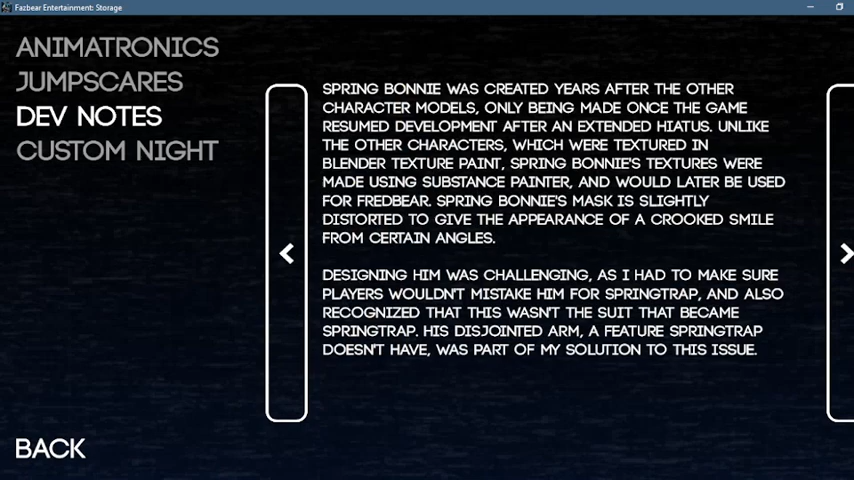 Fazbear Entertainment: Storage
ANIMATRONICS
JUMPSCARES
DEV NOTES
CUSTOM NIGHT
SPRING BONNIE WAS CREATED YEARS AFTER THE OTHER
CHARACTER MODELS, ONLY BEING MADE ONCE THE GAME
RESUMED DEVELOPMENT AFTER AN EXTENDED HIATUS. UNLIKE
THE OTHER CHARACTERS, WHICH WERE TEXTURED IN
BLENDER TEXTURE PAINT, SPRING BONNIE'S TEXTURES WERE
MADE USING SUBSTANCE PAINTER, AND WOULD LATER BE USED
FOR FREDBEAR. SPRING BONNIE'S MASK IS SLIGHTLY
DISTORTED TO GIVE THE APPEARANCE OF A CROOKED SMILE
FROM CERTAIN ANGLES.
DESIGNING HIM WAS CHALLENGING, AS I HAD TO MAKE SURE
PLAYERS WOULDN'T MISTAKE HIM FOR SPRINGTRAP, AND ALSO
RECOGNIZED THAT THIS WASN'T THE SUIT THAT BECAME
SPRINGTRAP. HIS DISJOINTED ARM, A FEATURE SPRINGTRAP
DOESN'T HAVE, WAS PART OF MY SOLUTION TO THIS ISSUE.
BACK